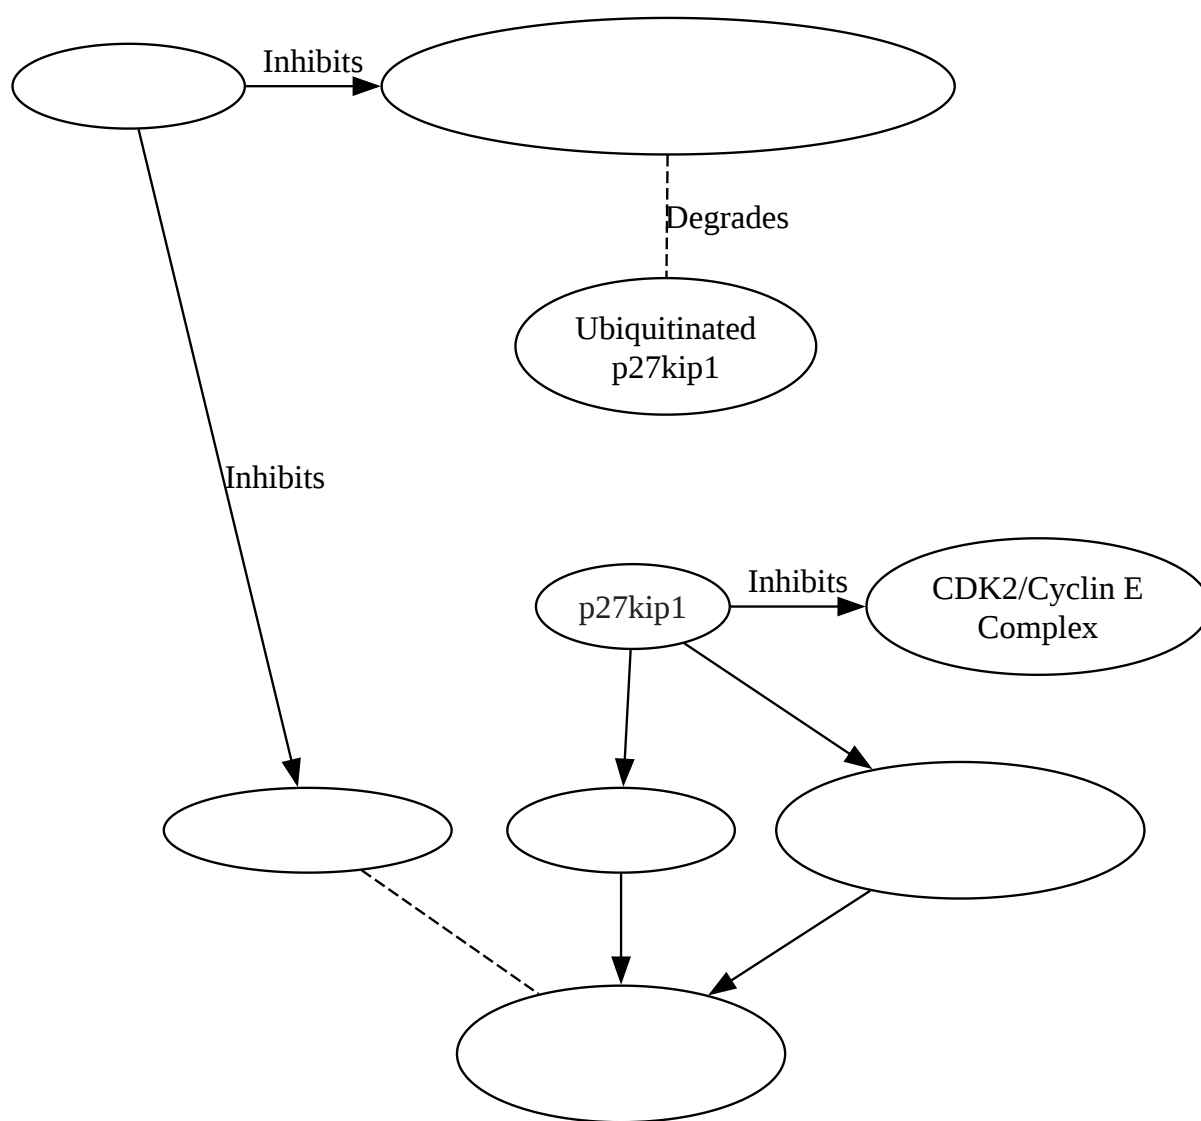 Inhibits
Degrades
Ubiquitinated
p27kip1
Inhibits
p27kip1
Inhibits
CDK2/Cyclin E
Complex